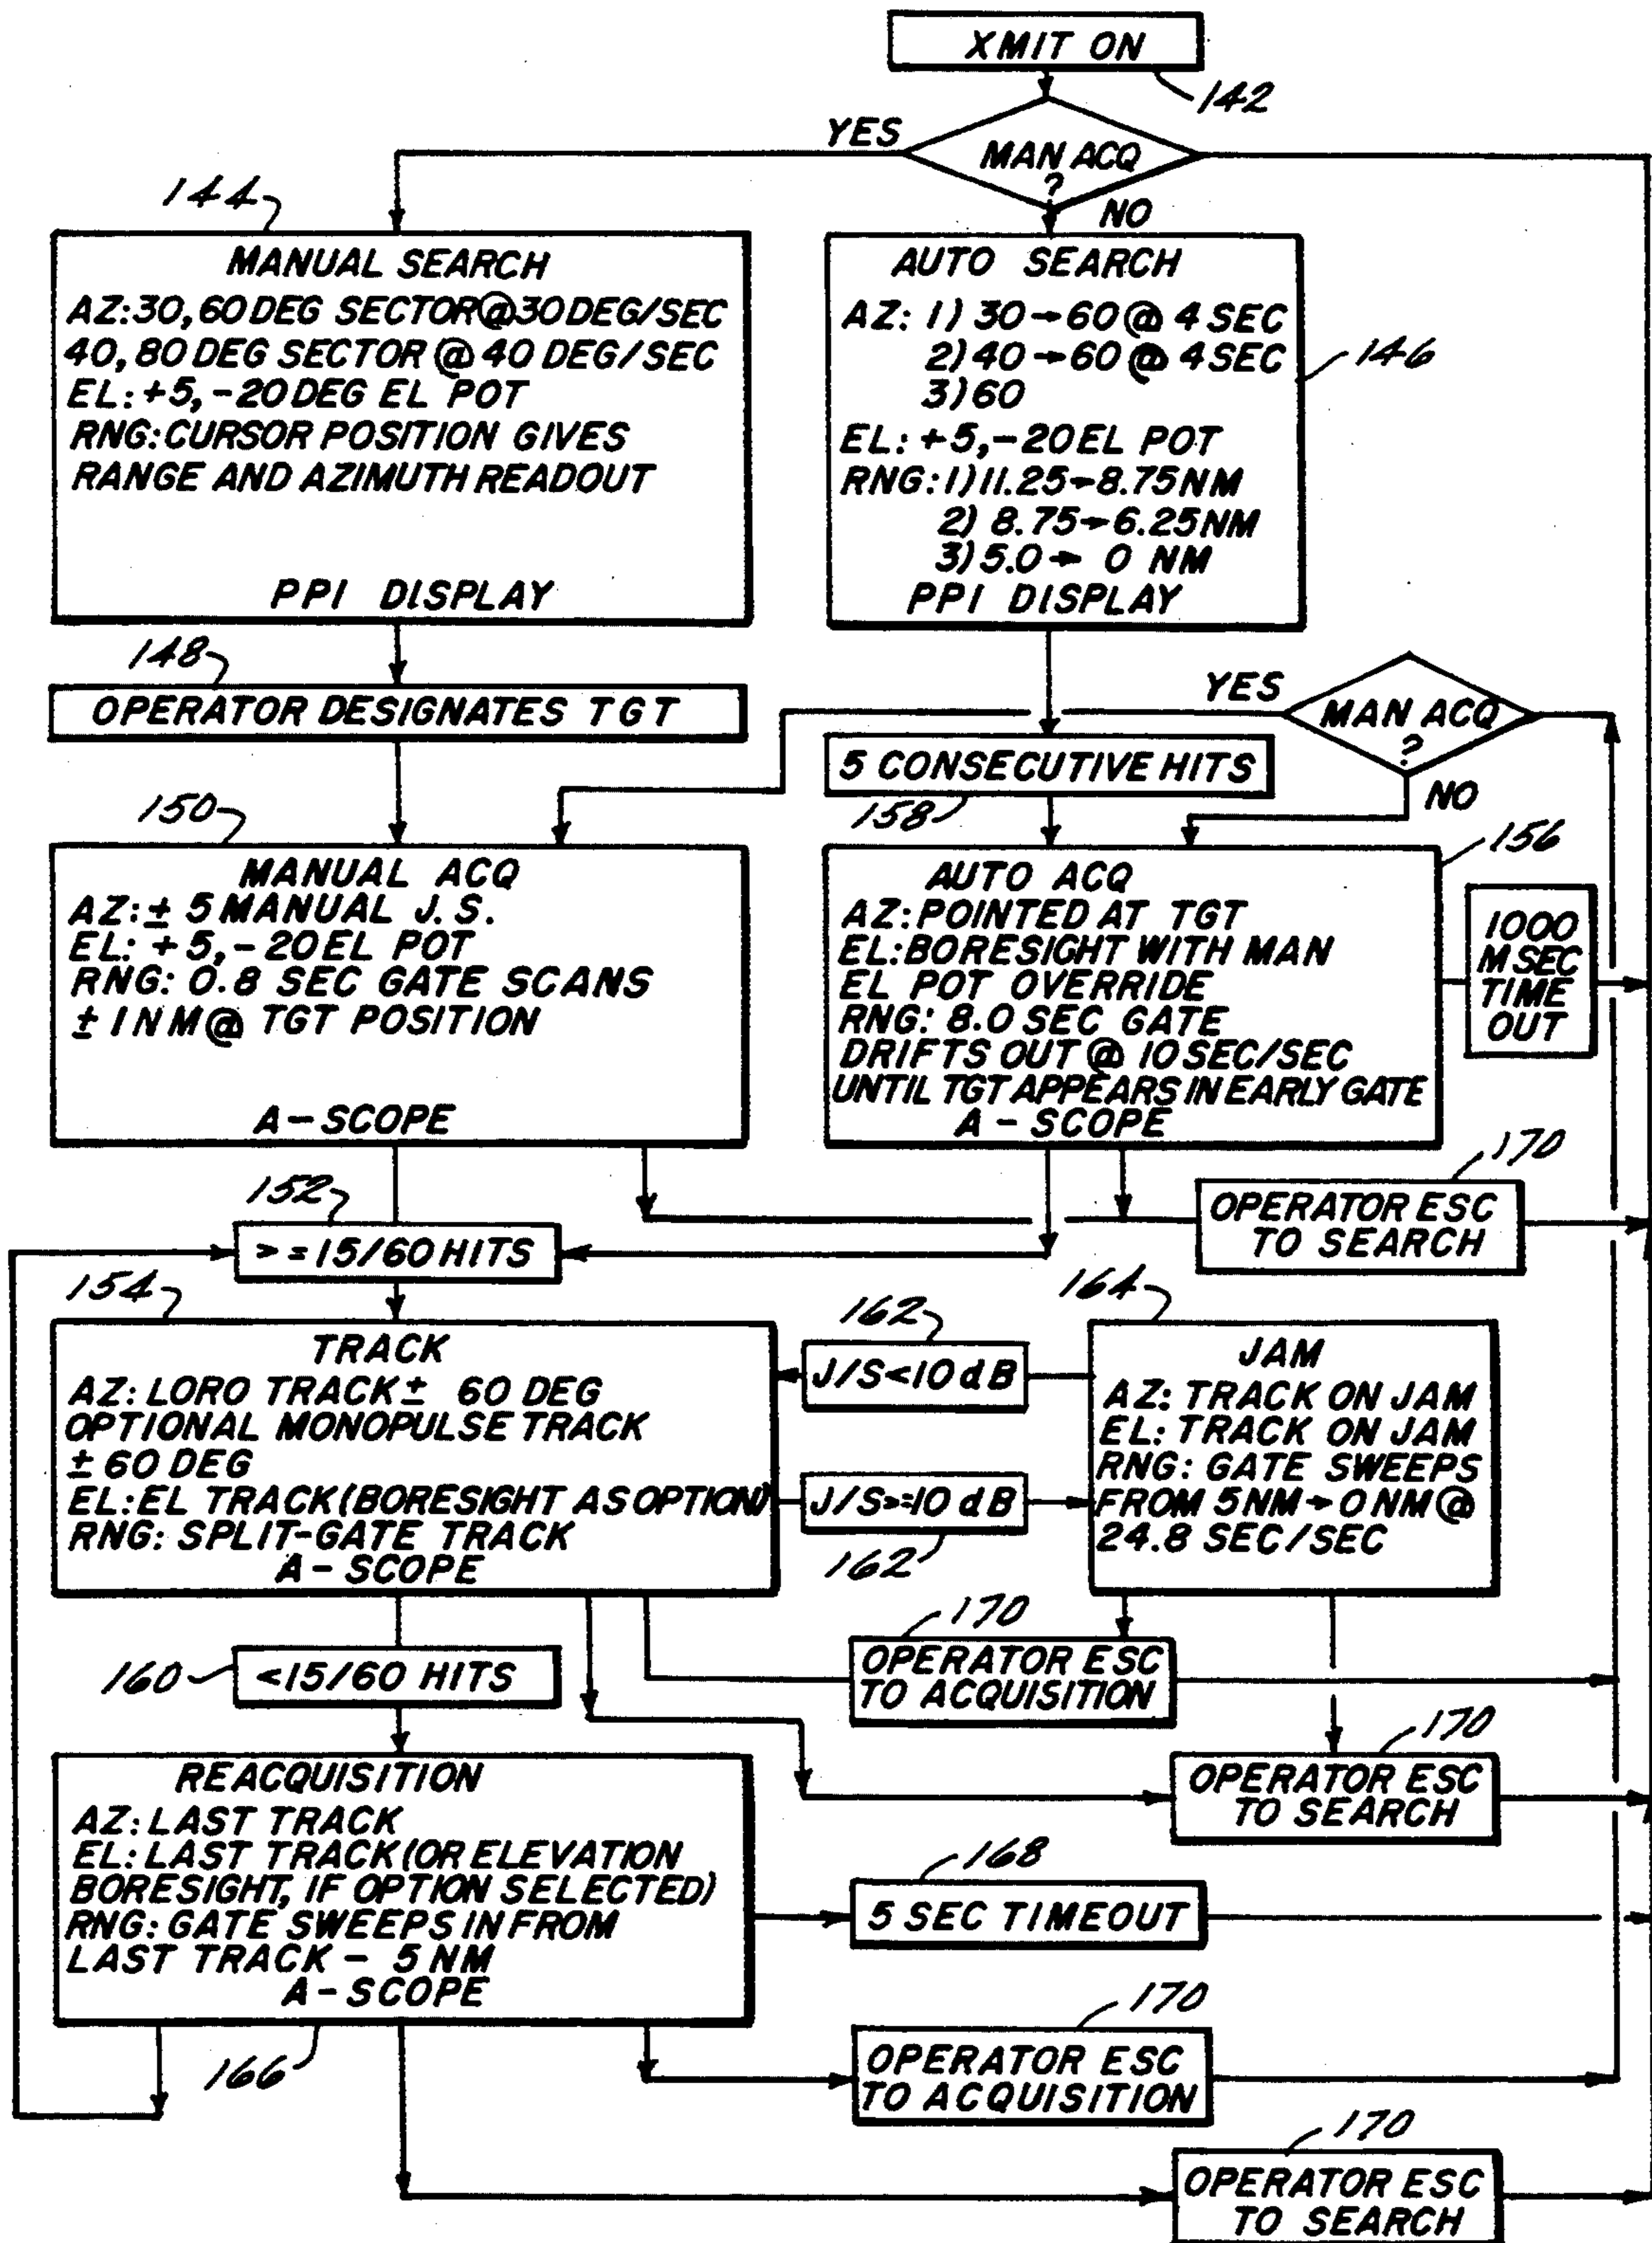 XMIT ON
142
YES
MAN ACQ
?
NO
144
MANUAL SEARCH
AZ:30,60 DEG SECTOR@30DEG/SEC
40,80 DEG SECTOR @ 40 DEG/SEC
EL:+5,-20DEG EL POT
RNG:CURSOR POSITION GIVES
RANGE AND AZIMUTH READOUT
PPI DISPLAY
AUTO SEARCH
AZ: 1) 30→60 @ 4 SEC
2) 40→60 @ 4 SEC
3) 60
EL: +5,-20 EL POT
RNG: 1) 11.25→8.75NM
2) 8.75→6.25NM
3) 5.0→ 0 NM
PPI DISPLAY
146
148
OPERATOR DESIGNATES TGT
YES
MAN ACQ
?
NO
5 CONSECUTIVE HITS
158
150
MANUAL ACQ
AZ:± 5 MANUAL J.S.
EL: +5,-20 EL POT
RNG: 0.8 SEC GATE SCANS
± 1 NM@ TGT POSITION
A-SCOPE
156
AUTO ACQ
AZ:POINTED AT TGT
EL:BORESIGHT WITH MAN
EL POT OVERRIDE
RNG: 8.0 SEC GATE
DRIFTS OUT @ 10 SEC/SEC
UNTIL TGT APPEARS IN EARLY GATE
A-SCOPE
1000
MSEC
TIME
OUT
170
OPERATOR ESC
TO SEARCH
152
>=15/60 HITS
154
TRACK
AZ: LORO TRACK ± 60 DEG
OPTIONAL MONOPULSE TRACK
± 60 DEG
EL:EL TRACK(BORESIGHT AS OPTION)
RNG: SPLIT-GATE TRACK
A-SCOPE
162
J/S<10 dB
J/S>=10 dB
162
164
JAM
AZ: TRACK ON JAM
EL: TRACK ON JAM
RNG: GATE SWEEPS
FROM 5NM→0NM@
24.8 SEC/SEC
160
<15/60 HITS
170
OPERATOR ESC
TO ACQUISITION
170
OPERATOR ESC
TO SEARCH
REACQUISITION
AZ:LAST TRACK
EL:LAST TRACK(OR ELEVATION
BORESIGHT, IF OPTION SELECTED)
RNG: GATE SWEEPS IN FROM
LAST TRACK - 5 NM
A-SCOPE
166
168
5 SEC TIMEOUT
170
OPERATOR ESC
TO ACQUISITION
170
OPERATOR ESC
TO SEARCH